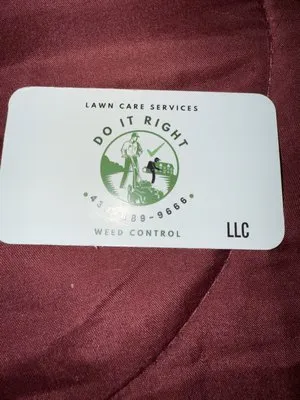 LAWN CARE SERVICES
DO IT RIGHT
WEED CONTROL
LLC